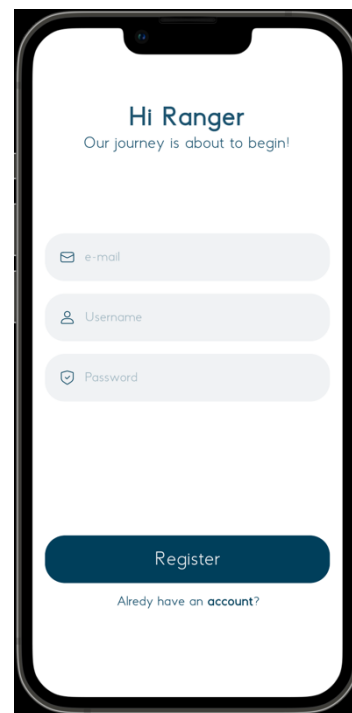 Hi Ranger
Our journey is about to begin!
e-mail
Username
Password
Register
Alredy have an account?